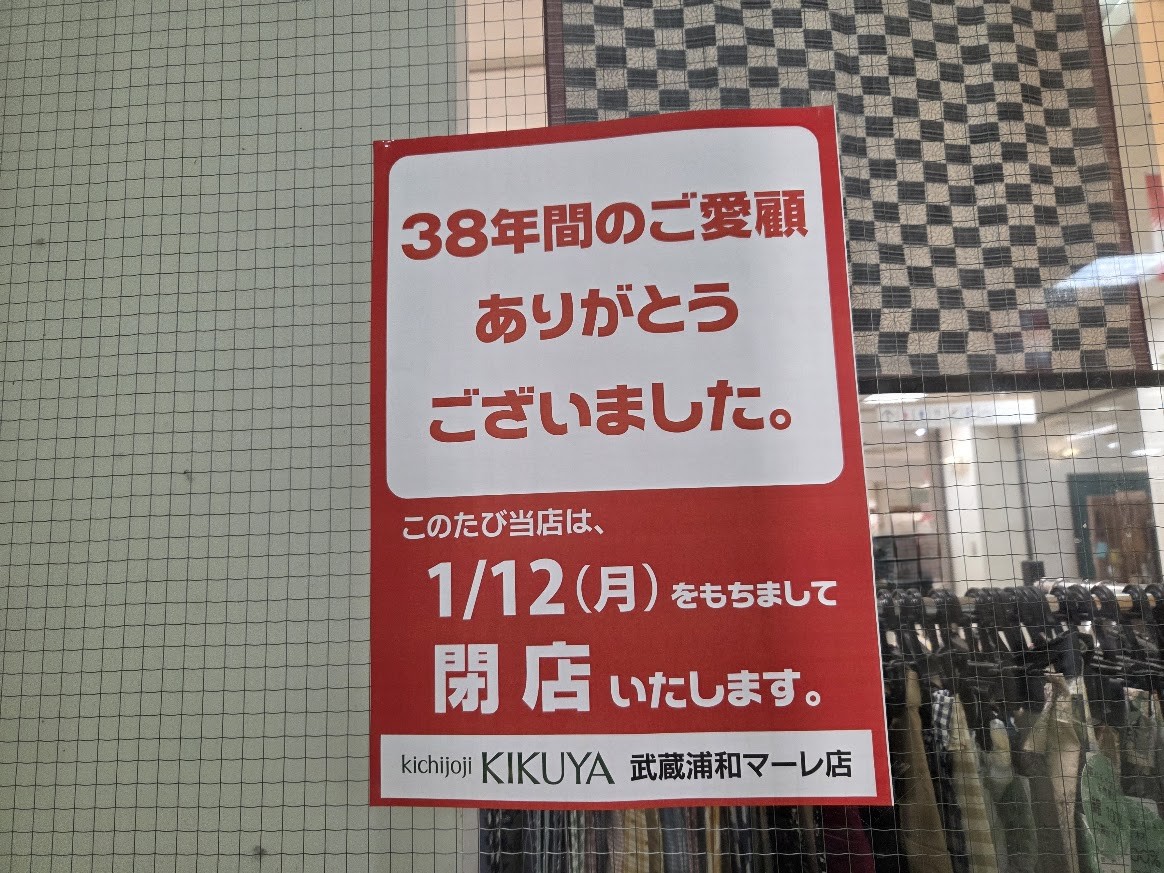 38年間のご愛顧
ありがとう
ございました。
このたび当店は、
1/12(月)をもちまして
閉店いたします。
kichijoji KIKUYA 武蔵浦和マーレ店